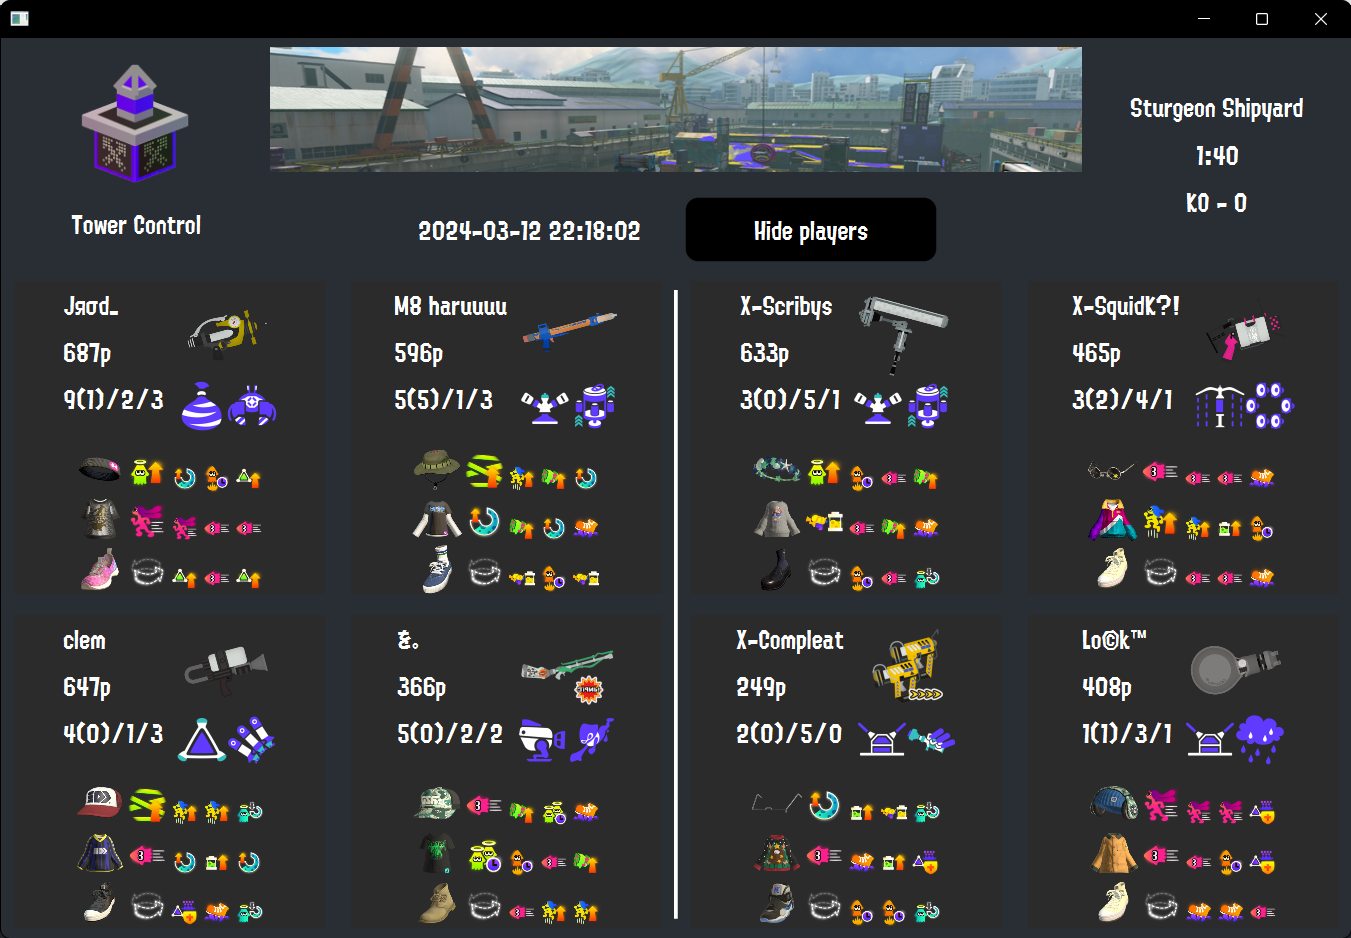 Sturgeon Shipyard
1:40
KO - 0
Tower Control
2024-03-12 22:18:02
Hide players
Jяσd_
687p
9(1)/2/3
M8 haruuuu
596p
5(5)/1/3
X-Scribys
633p
3(0)/5/1
X-SquidK?!
465p
3(2)/4/1
clem
647p
4(0)/1/3
を。
366p
5(0)/2/2
X-Compleat
249p
2(0)/5/0
Lo©k™
408p
1(1)/3/1